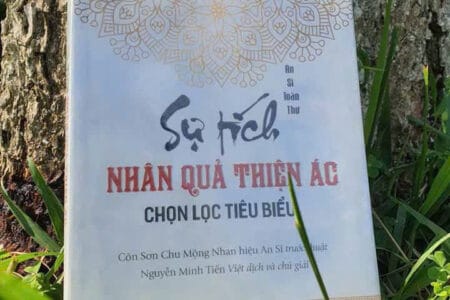 An
Sĩ
Toàn
Thư
Sự tích
NHÂN QUẢ THIỆN ÁC
CHỌN LỌC TIÊU BIỂU
Côn Sơn Chu Mộng Nhan hiệu An Sĩ trước thuật
Nguyễn Minh Tiến Việt dịch và chú giải